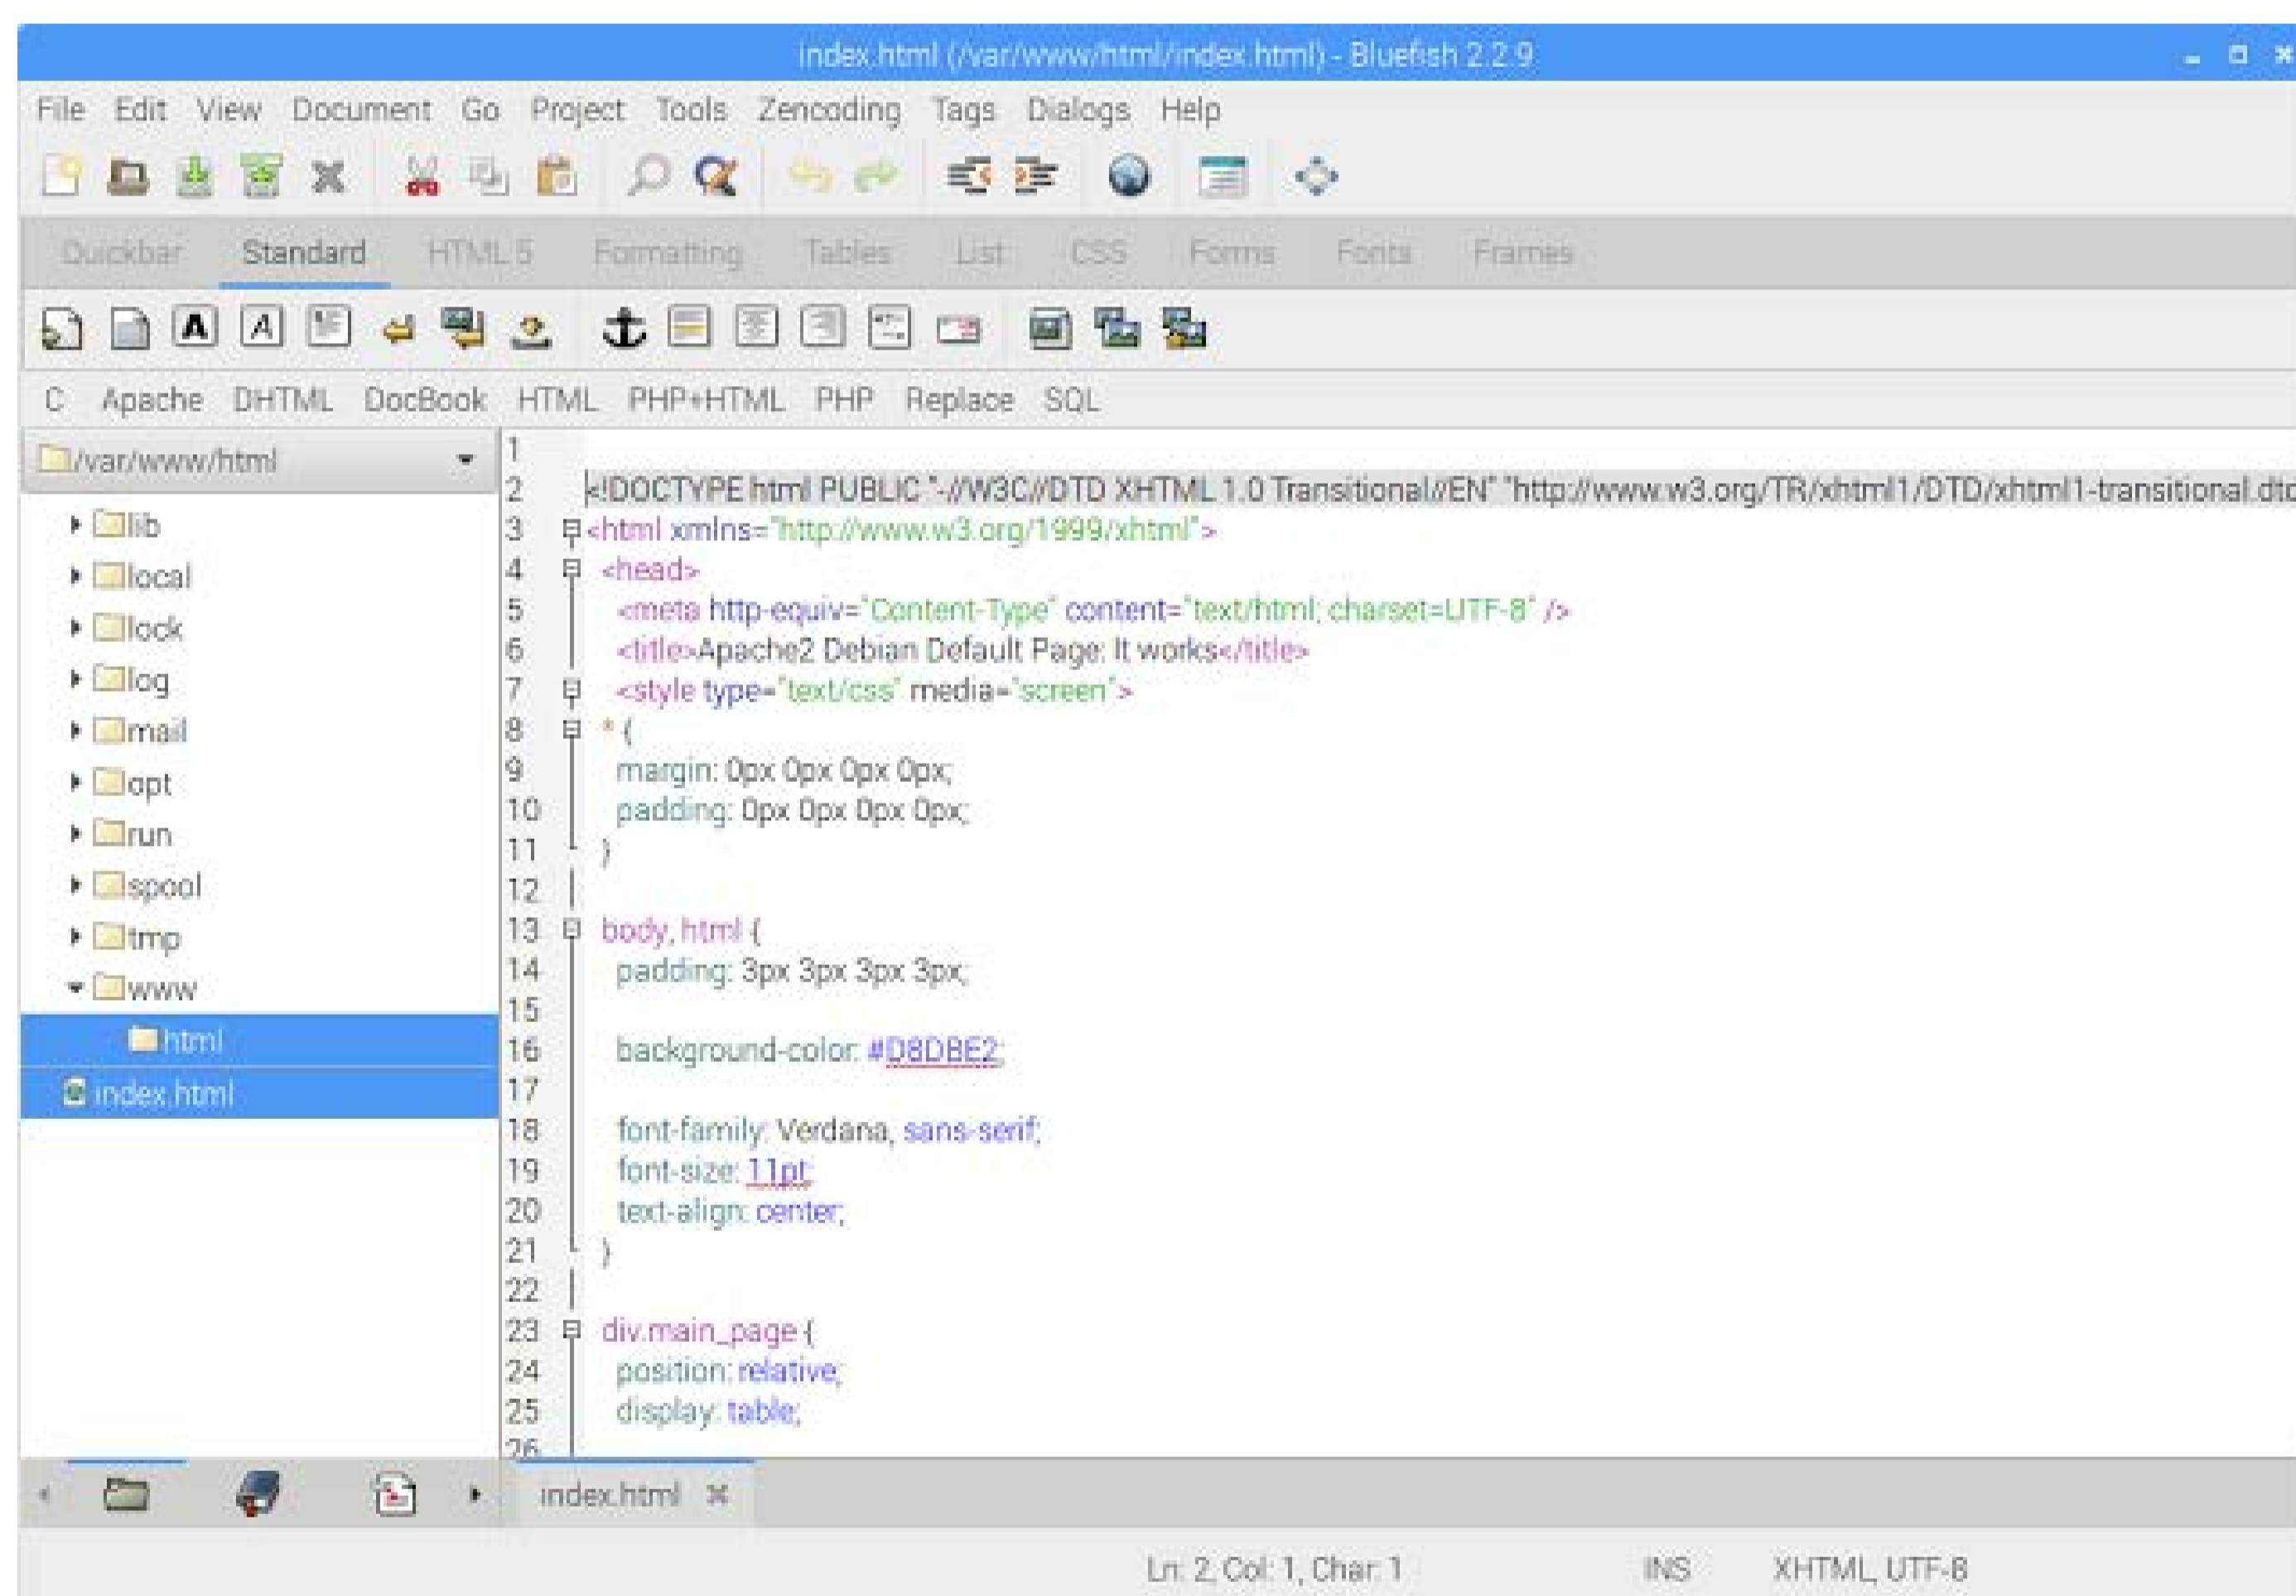 index.html (/var/www/html/index.html) - Bluefish 2.2.9
File Edit View Document Go Project Tools Zencoding Tags Dialogs Help
Quickbar Standard HTML 5 Formatting Tables List CSS Forms Fonts Frames
C Apache DHTML DocBook HTML PHP+HTML PHP Replace SQL
/var/www/html
lib
local
lock
log
mail
opt
run
spool
tmp
www
html
index.html
1
2 <!DOCTYPE html PUBLIC "-//W3C//DTD XHTML 1.0 Transitional//EN" "http://www.w3.org/TR/xhtml1/DTD/xhtml1-transitional.dtd
3 <html xmlns="http://www.w3.org/1999/xhtml">
4 <head>
5 <meta http-equiv="Content-Type" content="text/html; charset=UTF-8" />
6 <title>Apache2 Debian Default Page: It works</title>
7 <style type="text/css" media="screen">
8 * {
9 margin: 0px 0px 0px 0px;
10 padding: 0px 0px 0px 0px;
11 }
12
13 body, html {
14 padding: 3px 3px 3px 3px;
15
16 background-color: #D8DBE2;
17
18 font-family: Verdana, sans-serif;
19 font-size: 11pt;
20 text-align: center;
21 }
22
23 div.main_page {
24 position: relative;
25 display: table;
26
index.html
Ln: 2, Col: 1, Char: 1 INS XHTML, UTF-8